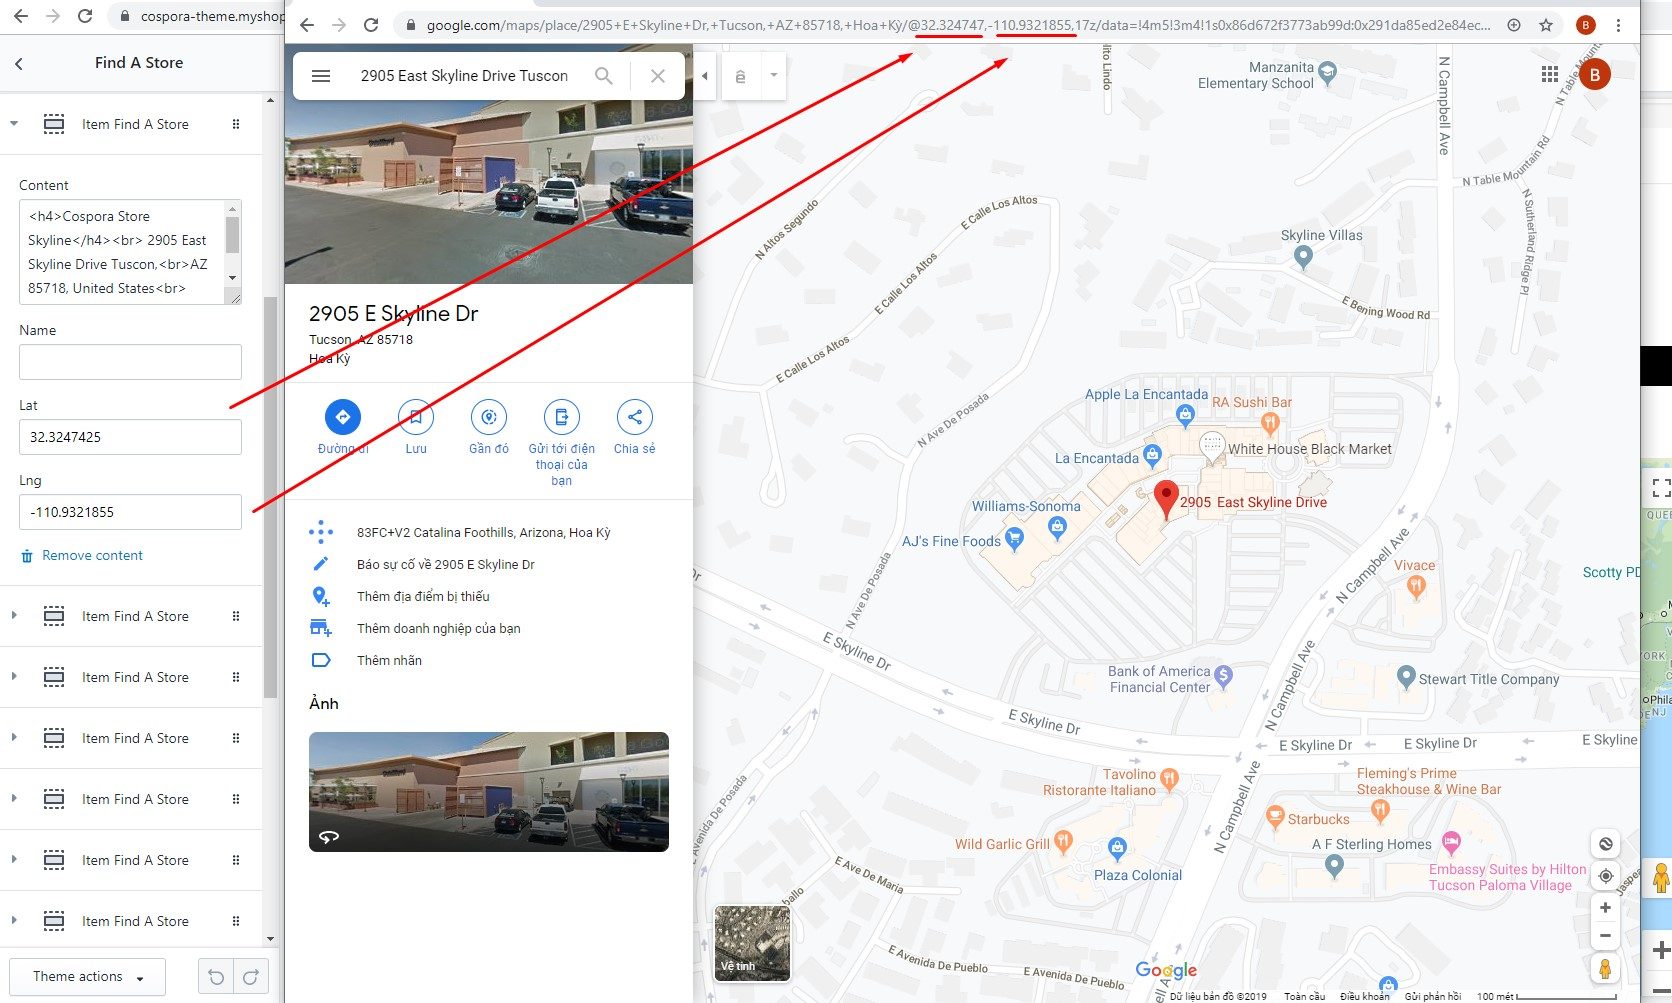 cospora-theme.myshop
Find A Store
Item Find A Store
Content
<h4>Cospora Store
Skyline</h4><br> 2905 East
Skyline Drive Tuscon,<br>AZ
85718, United States<br>
Name
Lat
32.3247425
Lng
-110.9321855
Remove content
Item Find A Store
Item Find A Store
Item Find A Store
Item Find A Store
Item Find A Store
Item Find A Store
Theme actions
google.com/maps/place/2905+E+Skyline+Dr,+Tucson,+AZ+85718,+Hoa+Kỳ/@32.324747,-110.9321855,17z/data=!4m5!3m4!1s0x86d672f3773ab99d:0x291da85ed2e84ec...
B
2905 East Skyline Drive Tuscon
ê
B
2905 E Skyline Dr
Tucson, AZ 85718
Hoa Kỳ
Đường đi
Lưu
Gần đó
Gửi tới điện
thoại của
bạn
Chia sẻ
83FC+V2 Catalina Foothills, Arizona, Hoa Kỳ
Báo sự cố về 2905 E Skyline Dr
Thêm địa điểm bị thiếu
Thêm doanh nghiệp của bạn
Thêm nhãn
Ảnh
lito Lindo
Manzanita
Elementary School
N Campbell Ave
N Table Mo
N Table Mountain Rd
N Sutherland Ridge Pl
N Altos Segundo
E Calle Los Altos
E Calle Los Altos
E Calle Los Altos
Skyline Villas
E Bening Wood Rd
N Ave De Posada
Apple La Encantada
RA Sushi Bar
La Encantada
White House Black Market
Williams-Sonoma
2905 East Skyline Drive
AJ's Fine Foods
N Campbell Ave
Vivace
Scotty PD
N Ave De Posada
Dr
E Skyline Dr
Bank of America
Financial Center
Stewart Title Company
N Campbell Ave
E Skyline Dr
E Skyline Dr
E Skyline Dr
E Skyline
Avenida De Posada
Tavolino
Ristorante Italiano
Fleming's Prime
Steakhouse & Wine Bar
N Campbell Ave
Starbucks
Wild Garlic Grill
A F Sterling Homes
Plaza Colonial
Embassy Suites by Hilton
Tucson Paloma Village
E Ave De Maria
ballo
Jaspe
Vệ tinh
E Avenida De Pueblo
E Avenida De Pueblo
Google
Dữ liệu bản đồ ©2019
Toàn cầu
Điều khoản
Gửi phản hồi
100 mét
QUE
YORK
Phila
DE
NJ